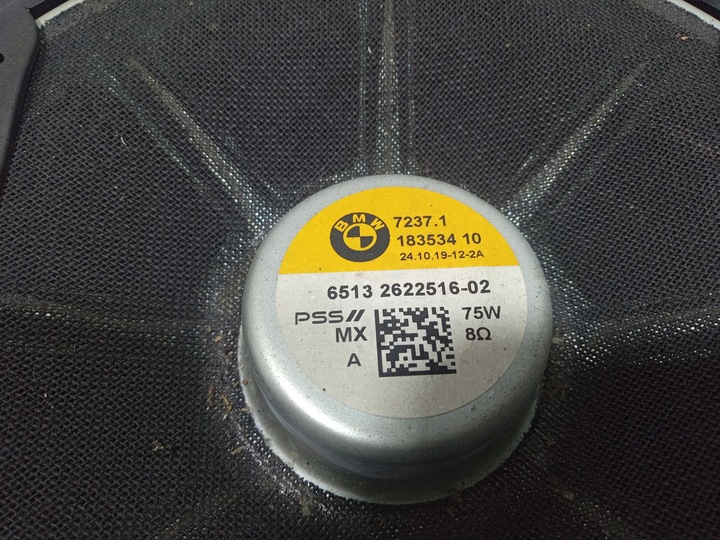 BMW
7237.1
183534 10
24.10.19-12-2A
6513 2622516-02
PSS//
75W
MX
8Ω
A